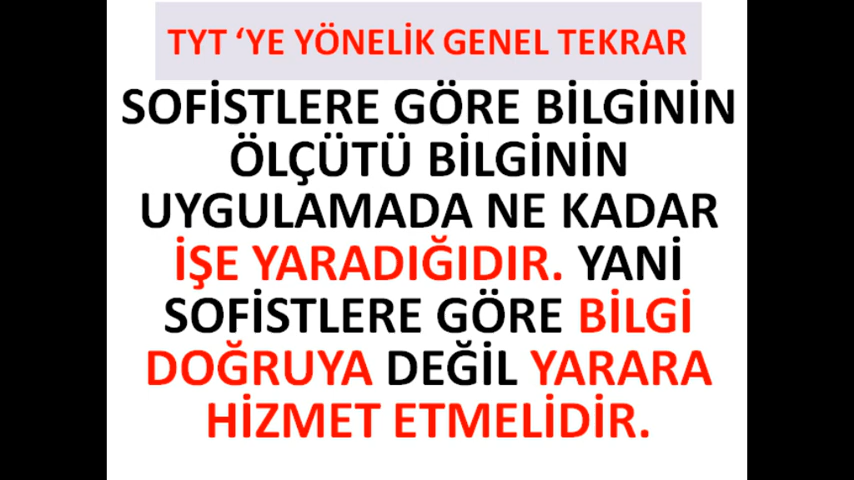 TYT ‘YE YÖNELİK GENEL TEKRAR
SOFİSTLERE GÖRE BİLGİNİN
ÖLÇÜTÜ BİLGİNİN
UYGULAMADA NE KADAR
İŞE YARADIĞIDIR. YANİ
SOFİSTLERE GÖRE BİLGİ
DOĞRUYA DEĞİL YARARA
HİZMET ETMELİDİR.